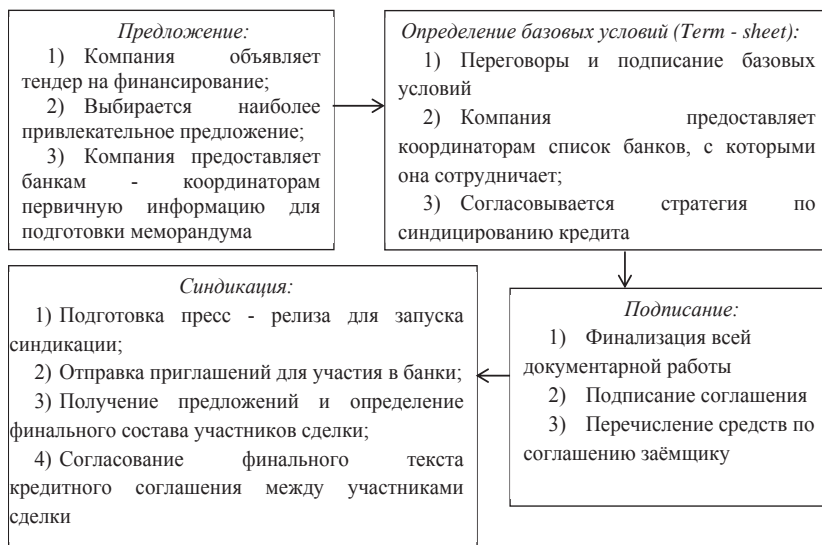 Предложение:
1) Компания объявляет
тендер на финансирование;
2) Выбирается наиболее
привлекательное предложение;
3) Компания предоставляет
банкам - координаторам
первичную информацию для
подготовки меморандума
Определение базовых условий (Term - sheet):
1) Переговоры и подписание базовых
условий
2) Компания предоставляет
координаторам список банков, с которыми
она сотрудничает;
3) Согласовывается стратегия по
синдицированию кредита
Синдикация:
1) Подготовка пресс - релиза для запуска
синдикации;
2) Отправка приглашений для участия в банки;
3) Получение предложений и определение
финального состава участников сделки;
4) Согласование финального текста
кредитного соглашения между участниками
сделки
Подписание:
1) Финализация всей
документарной работы
2) Подписание соглашения
3) Перечисление средств по
соглашению заёмщику